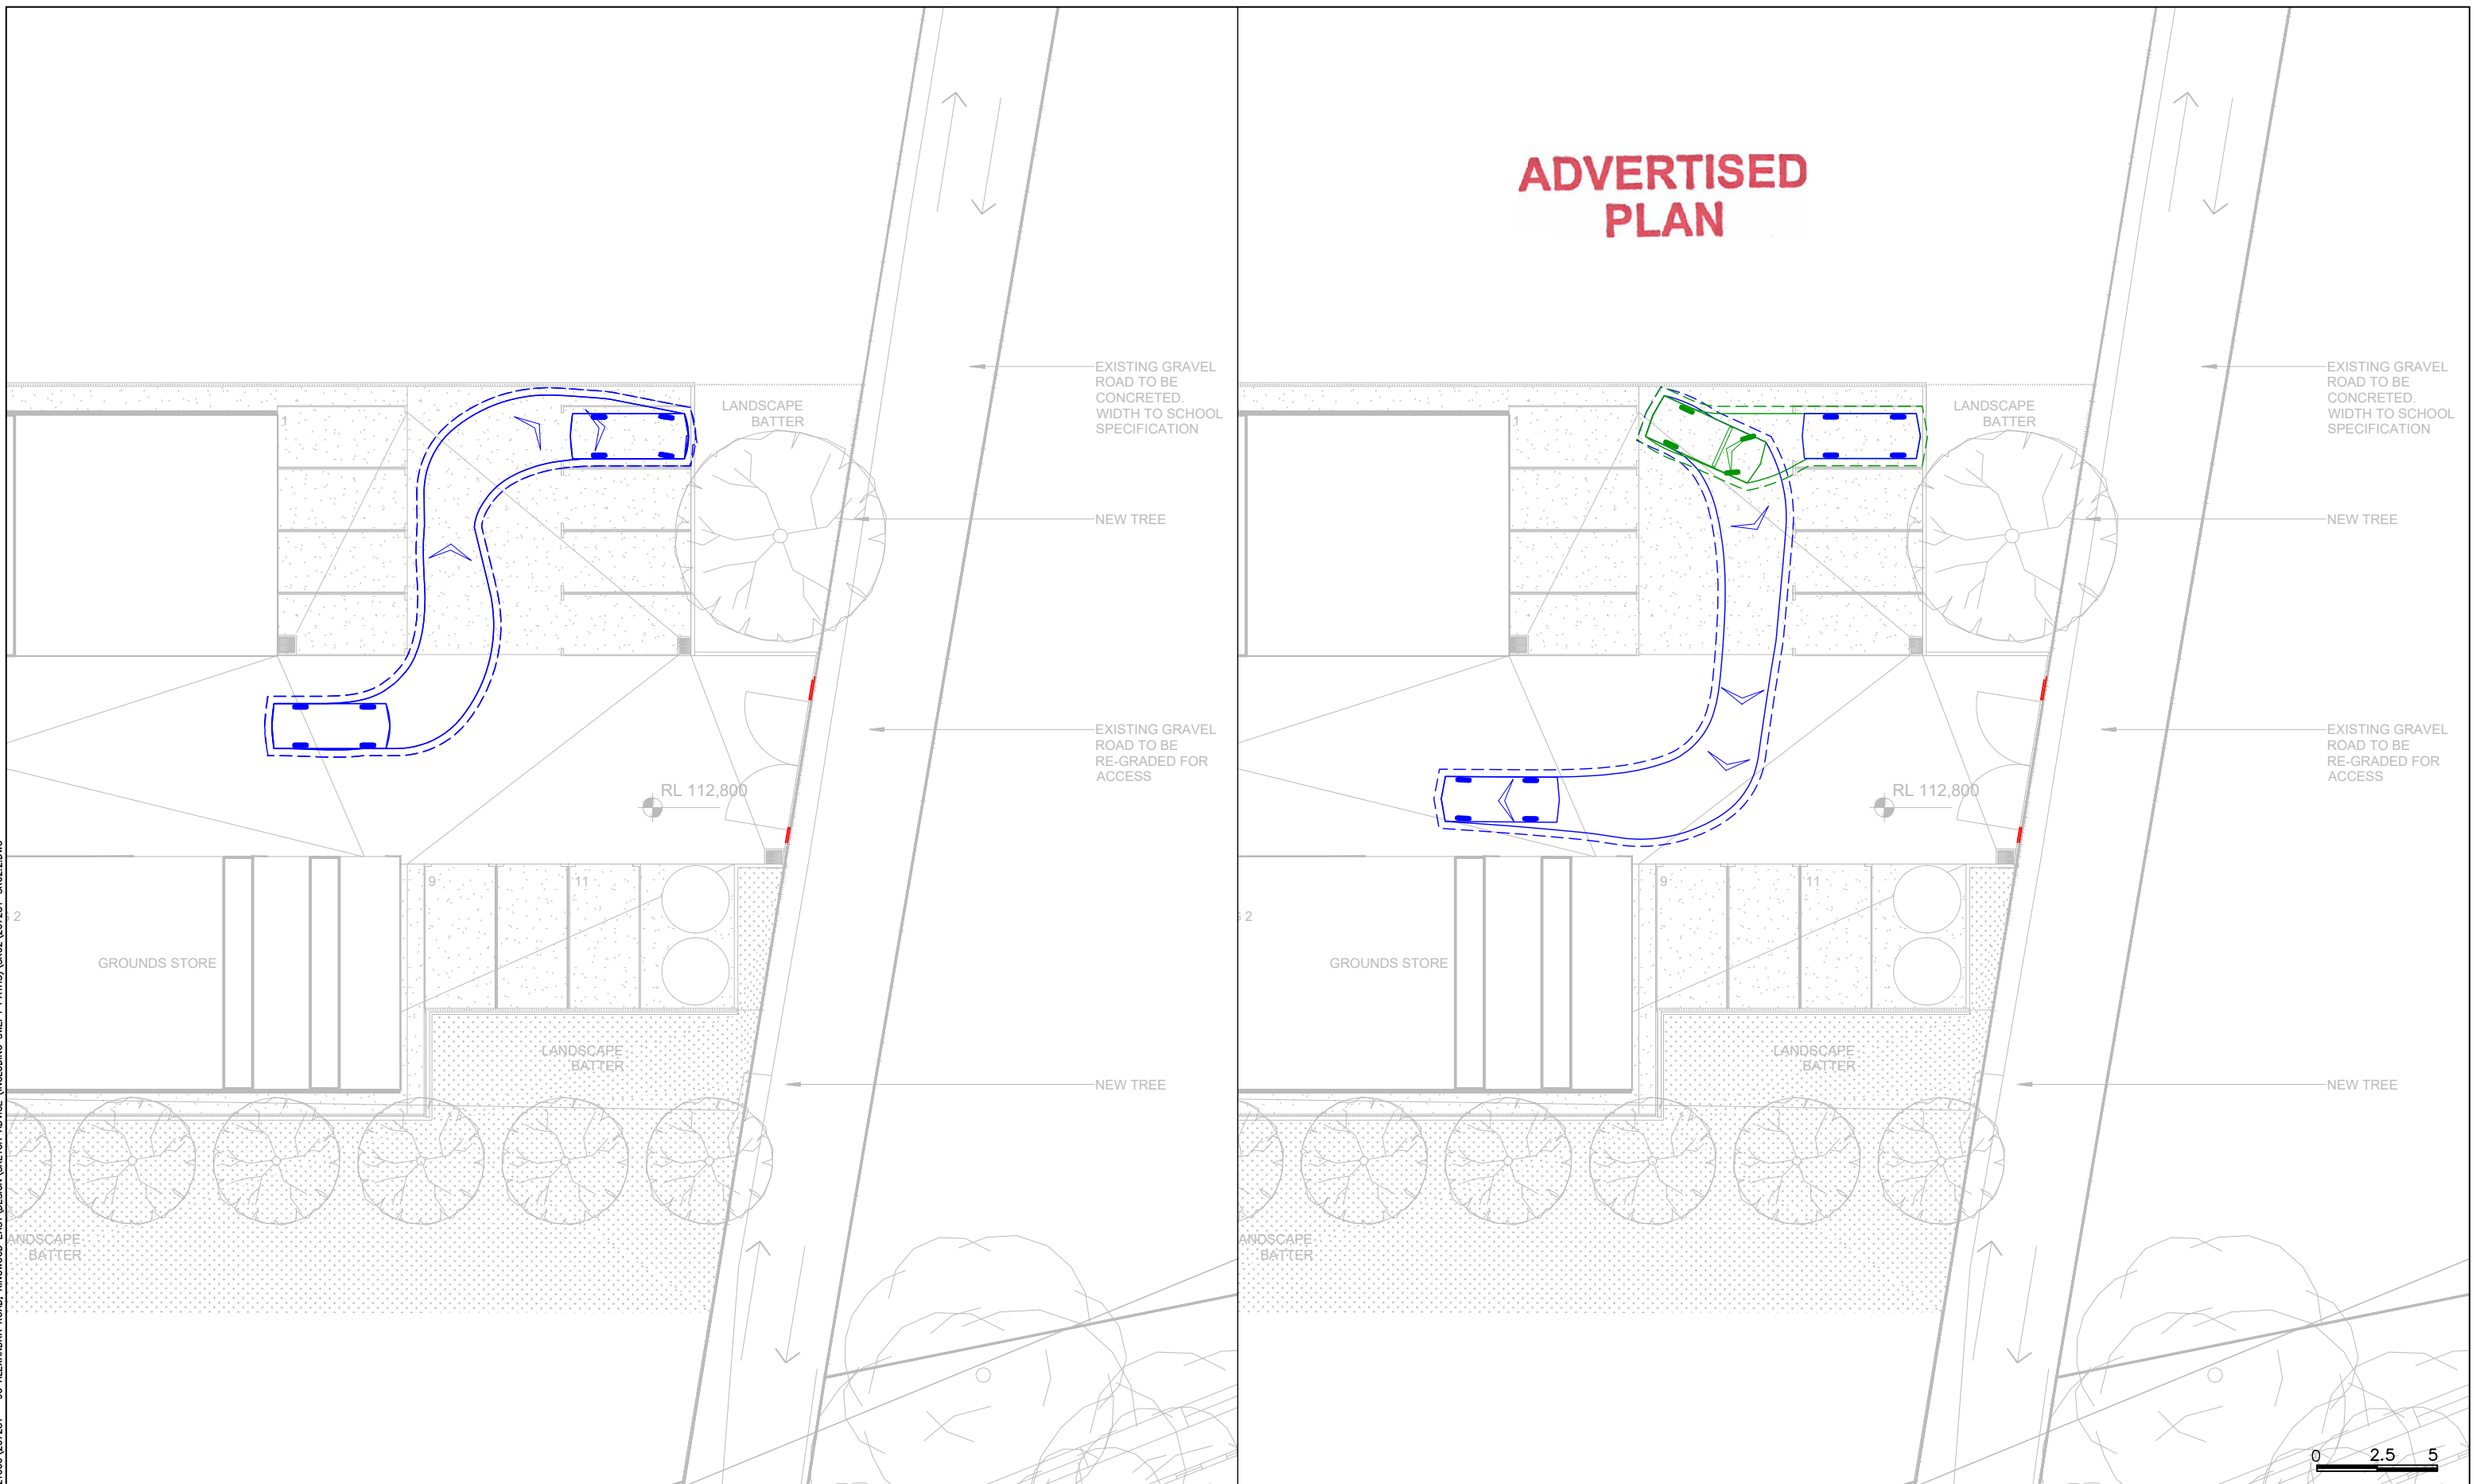 ADVERTISED
PLAN
1
LANDSCAPE
BATTER
EXISTING GRAVEL
ROAD TO BE
CONCRETED.
WIDTH TO SCHOOL
SPECIFICATION
NEW TREE
EXISTING GRAVEL
ROAD TO BE
RE-GRADED FOR
ACCESS
RL 112,800
9
11
2
GROUNDS STORE
LANDSCAPE
BATTER
NEW TREE
ANDSCAPE
BATTER
1
LANDSCAPE
BATTER
EXISTING GRAVEL
ROAD TO BE
CONCRETED.
WIDTH TO SCHOOL
SPECIFICATION
NEW TREE
EXISTING GRAVEL
ROAD TO BE
RE-GRADED FOR
ACCESS
RL 112,800
9
11
2
GROUNDS STORE
LANDSCAPE
BATTER
NEW TREE
ANDSCAPE
BATTER
0 2.5 5